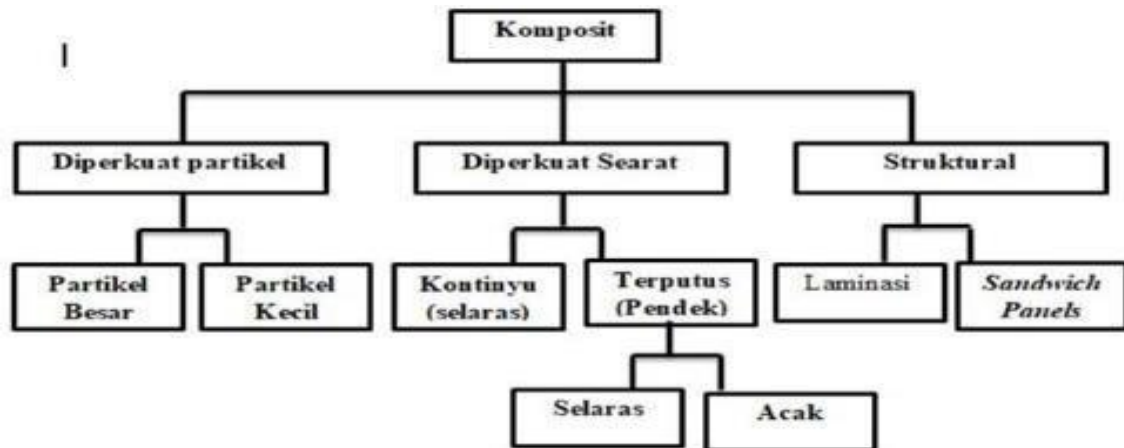 Komposit
Diperkuat partikel
Diperkuat Searat
Struktural
Partikel
Besar
Partikel
Kecil
Kontinyu
(selaras)
Terputus
(Pendek)
Laminasi
Sandwich
Panels
Selaras
Acak